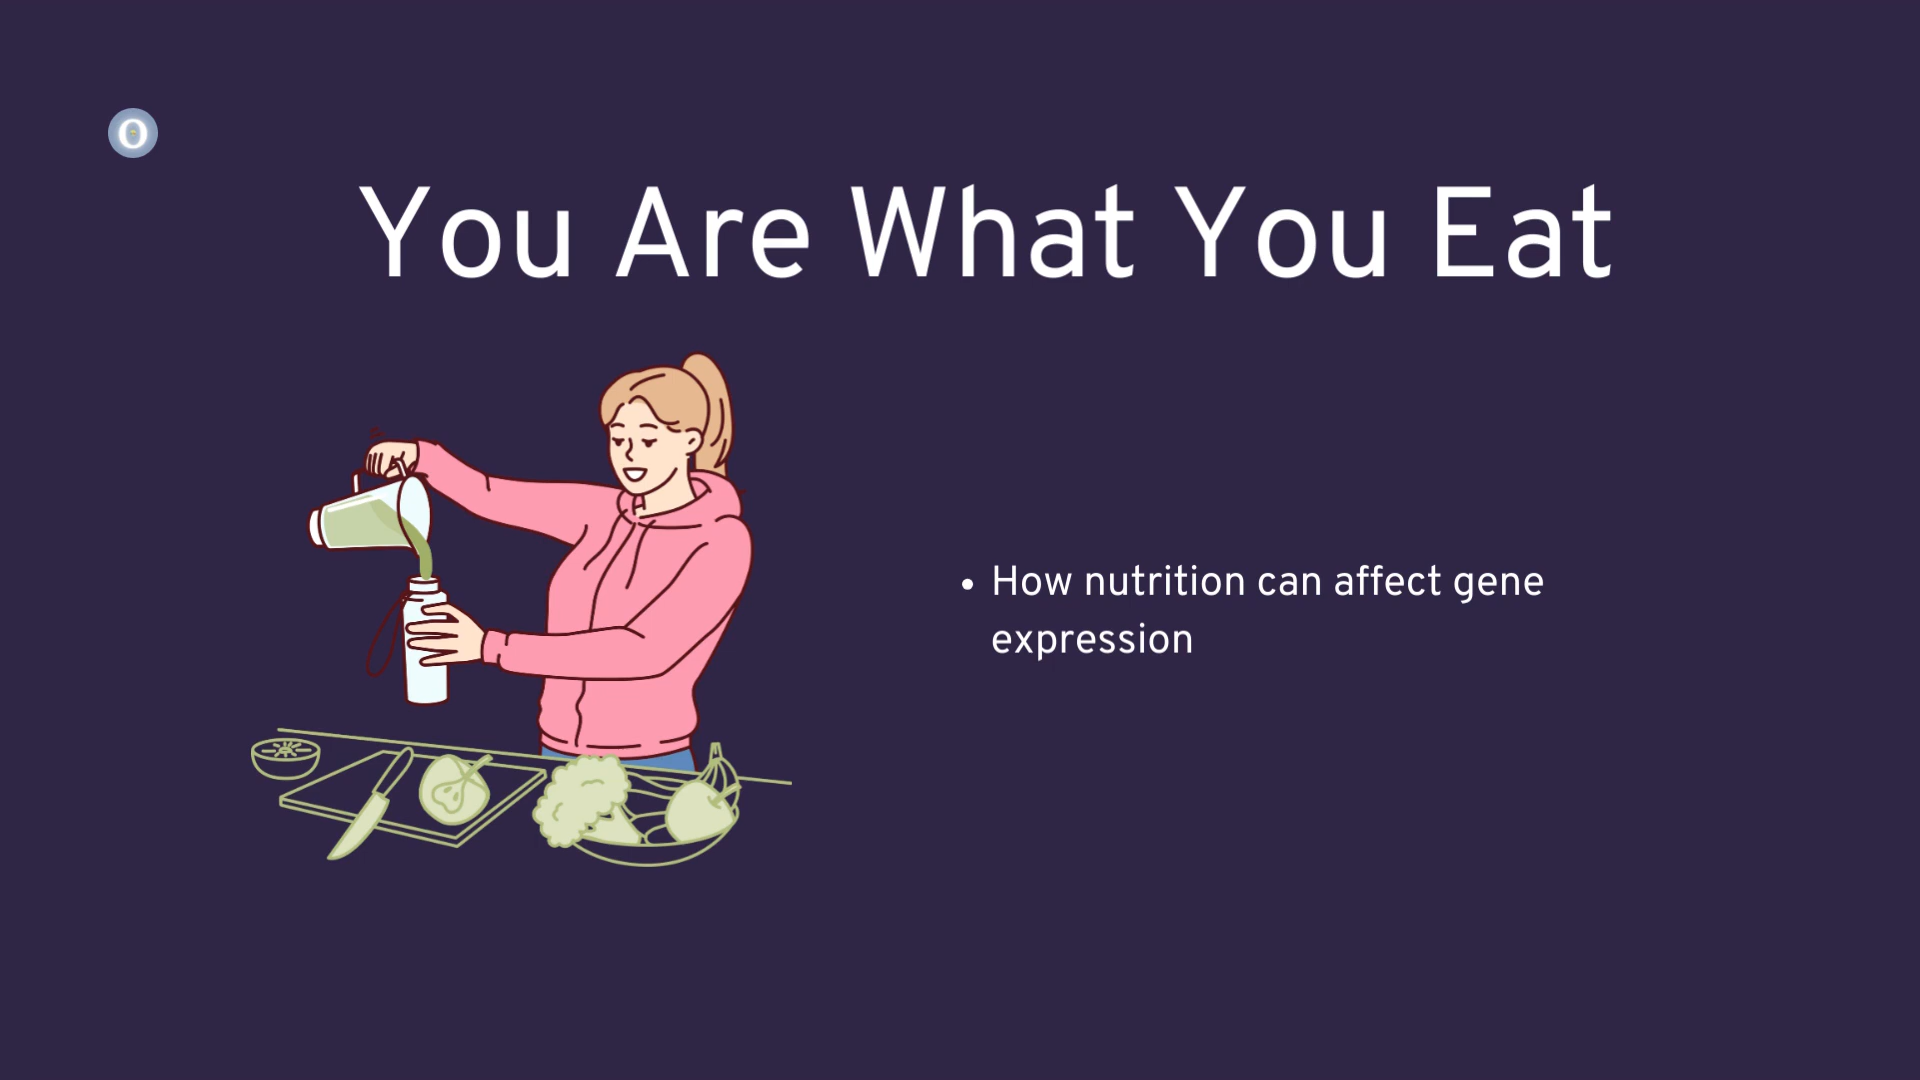 O
You Are What You Eat
• How nutrition can affect gene
expression